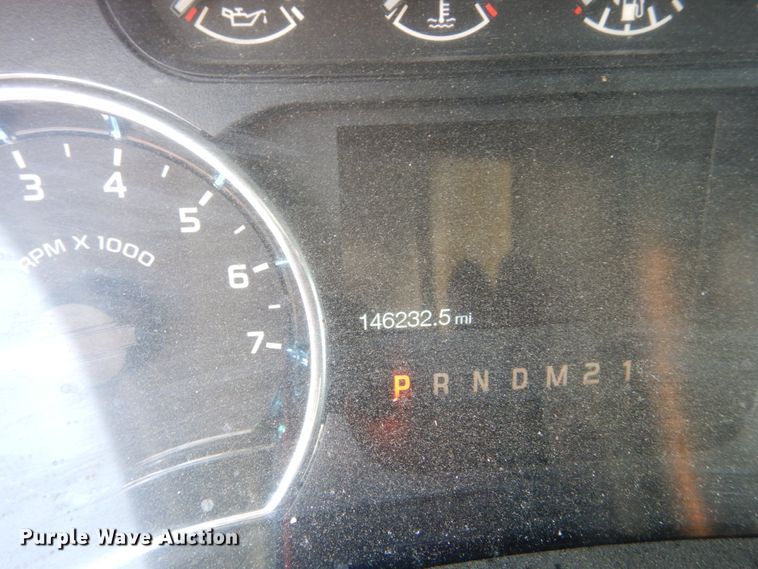 3 4 5 6 7
RPM X 1000
146232.5 mi
P R N D M 2 1
Purple Wave Auction